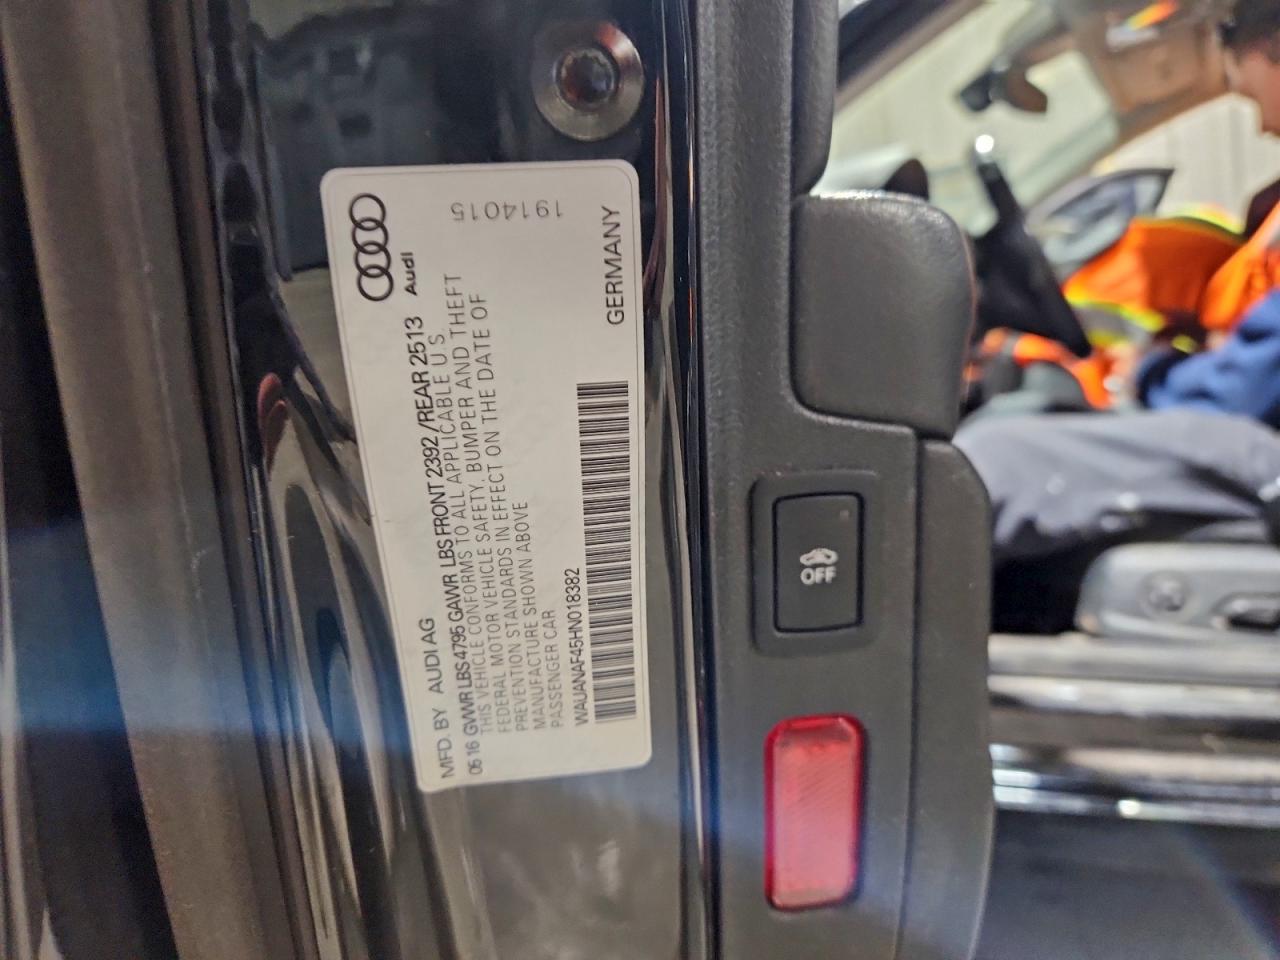 Audi
MFD. BY AUDI AG
06 16 GVWR LBS 4795 GAWR LBS FRONT 2392 /REAR 2513
THIS VEHICLE CONFORMS TO ALL APPLICABLE U S
FEDERAL MOTOR VEHICLE SAFETY, BUMPER AND THEFT
PREVENTION STANDARDS IN EFFECT ON THE DATE OF
MANUFACTURE SHOWN ABOVE
PASSENGER CAR
WAUANAF45HN018382
GERMANY
1914015
OFF